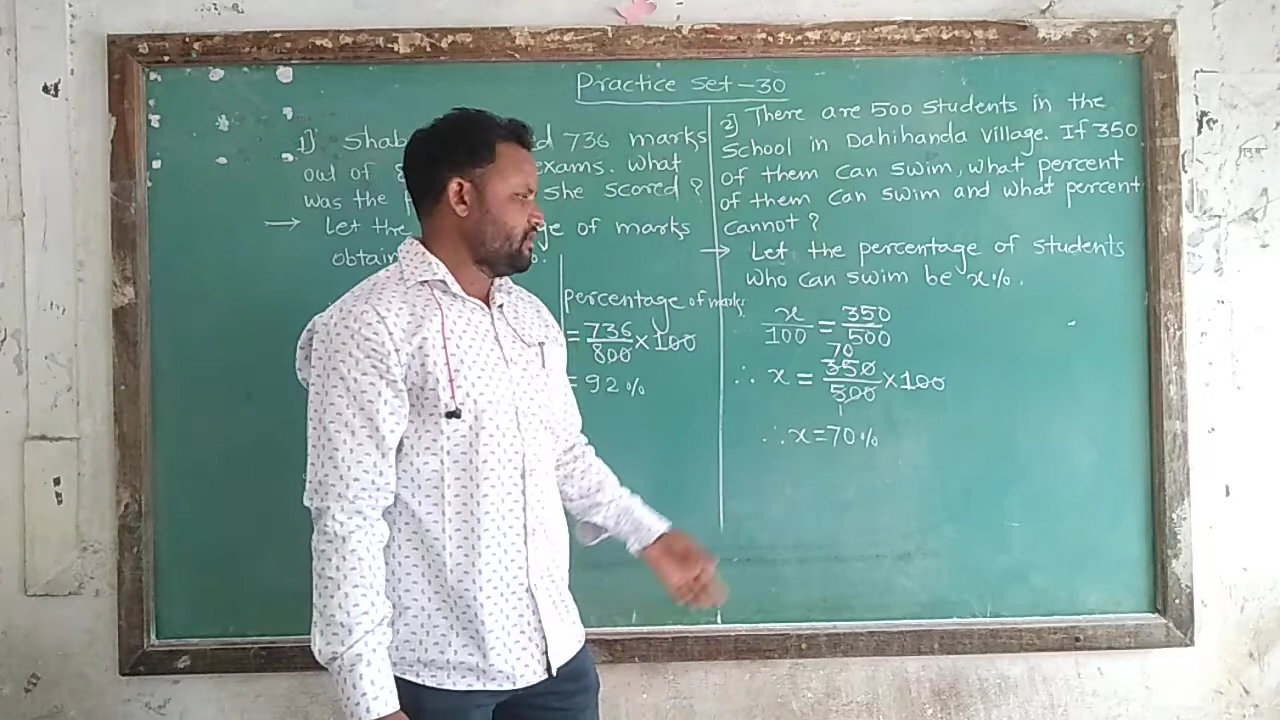 Practice Set-30
1) Shab d 736 marks
out of 8 exams. What
was the she scored ?
→ Let the ge of marks
obtain
percentage of marks
= 736/800 × 100
= 92%
2] There are 500 students in the
School in Dahihanda Village. If 350
of them can swim, what percent
of them can swim and what percent
cannot ?
→ Let the percentage of students
who can swim be x%.
x/100 = 350/500
70
∴ x = 350/500 × 100
1
∴ x = 70%